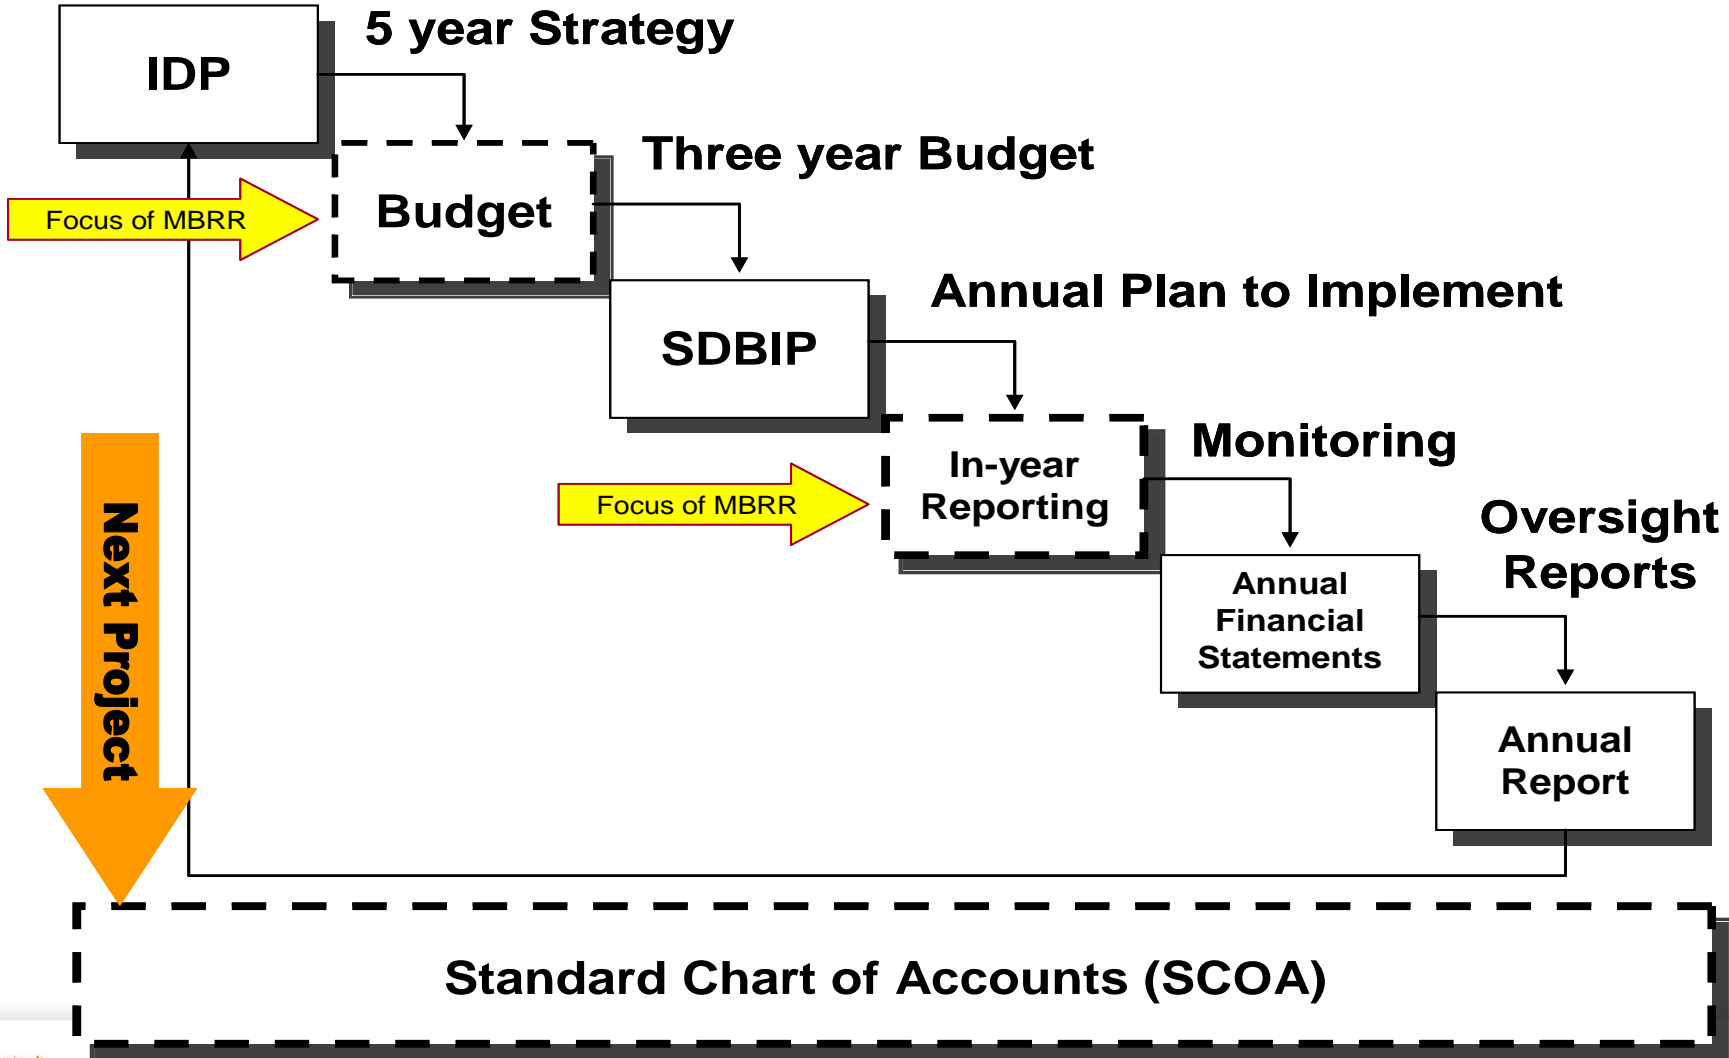 5 year Strategy
IDP
Three year Budget
Focus of MBRR
Budget
Annual Plan to Implement
SDBIP
Monitoring
In-year
Reporting
Focus of MBRR
Oversight
Reports
Annual
Financial
Statements
Next Project
Annual
Report
Standard Chart of Accounts (SCOA)